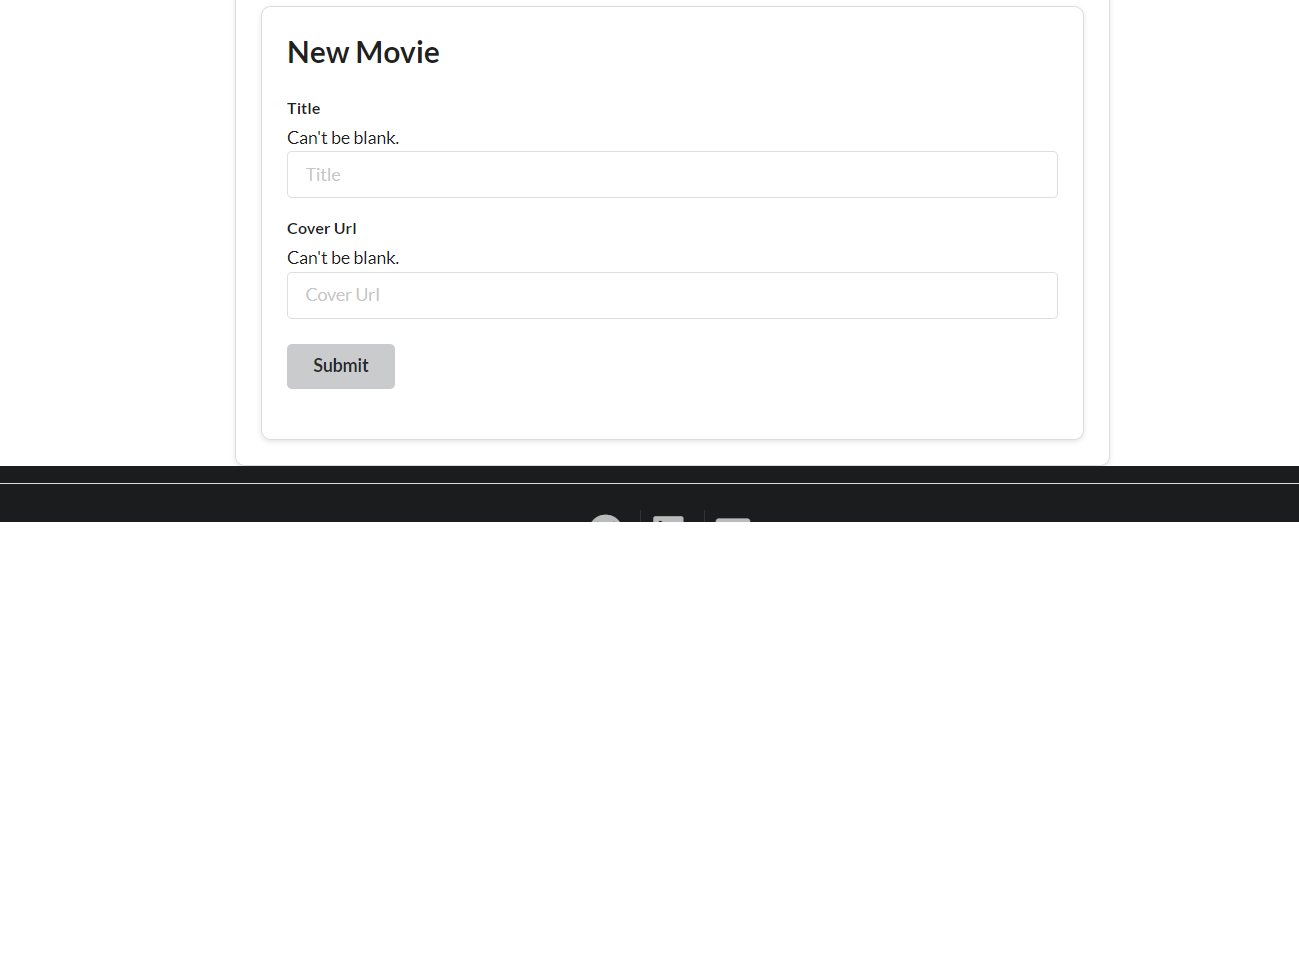 New Movie
Title
Can't be blank.
Title
Cover Url
Can't be blank.
Cover Url
Submit